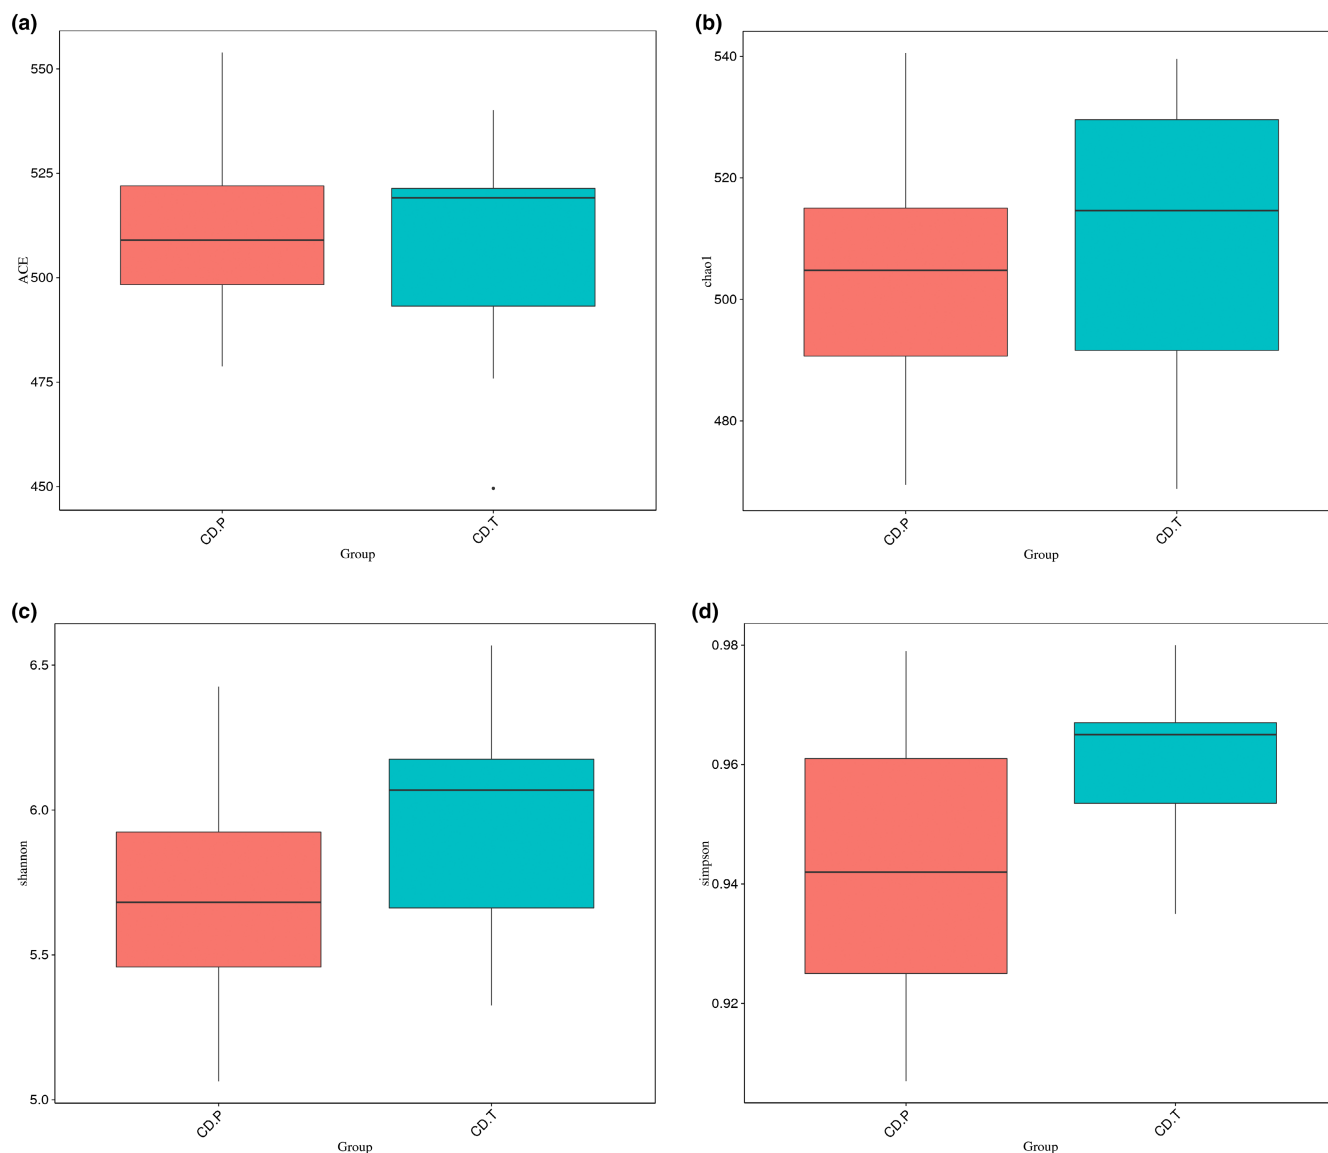 (a)
550
525
500
475
450
ACE
CD.P
CD.T
Group
(b)
540
520
500
480
chao1
CD.P
CD.T
Group
(c)
6.5
6.0
5.5
5.0
shannon
CD.P
CD.T
Group
(d)
0.98
0.96
0.94
0.92
simpson
CD.P
CD.T
Group